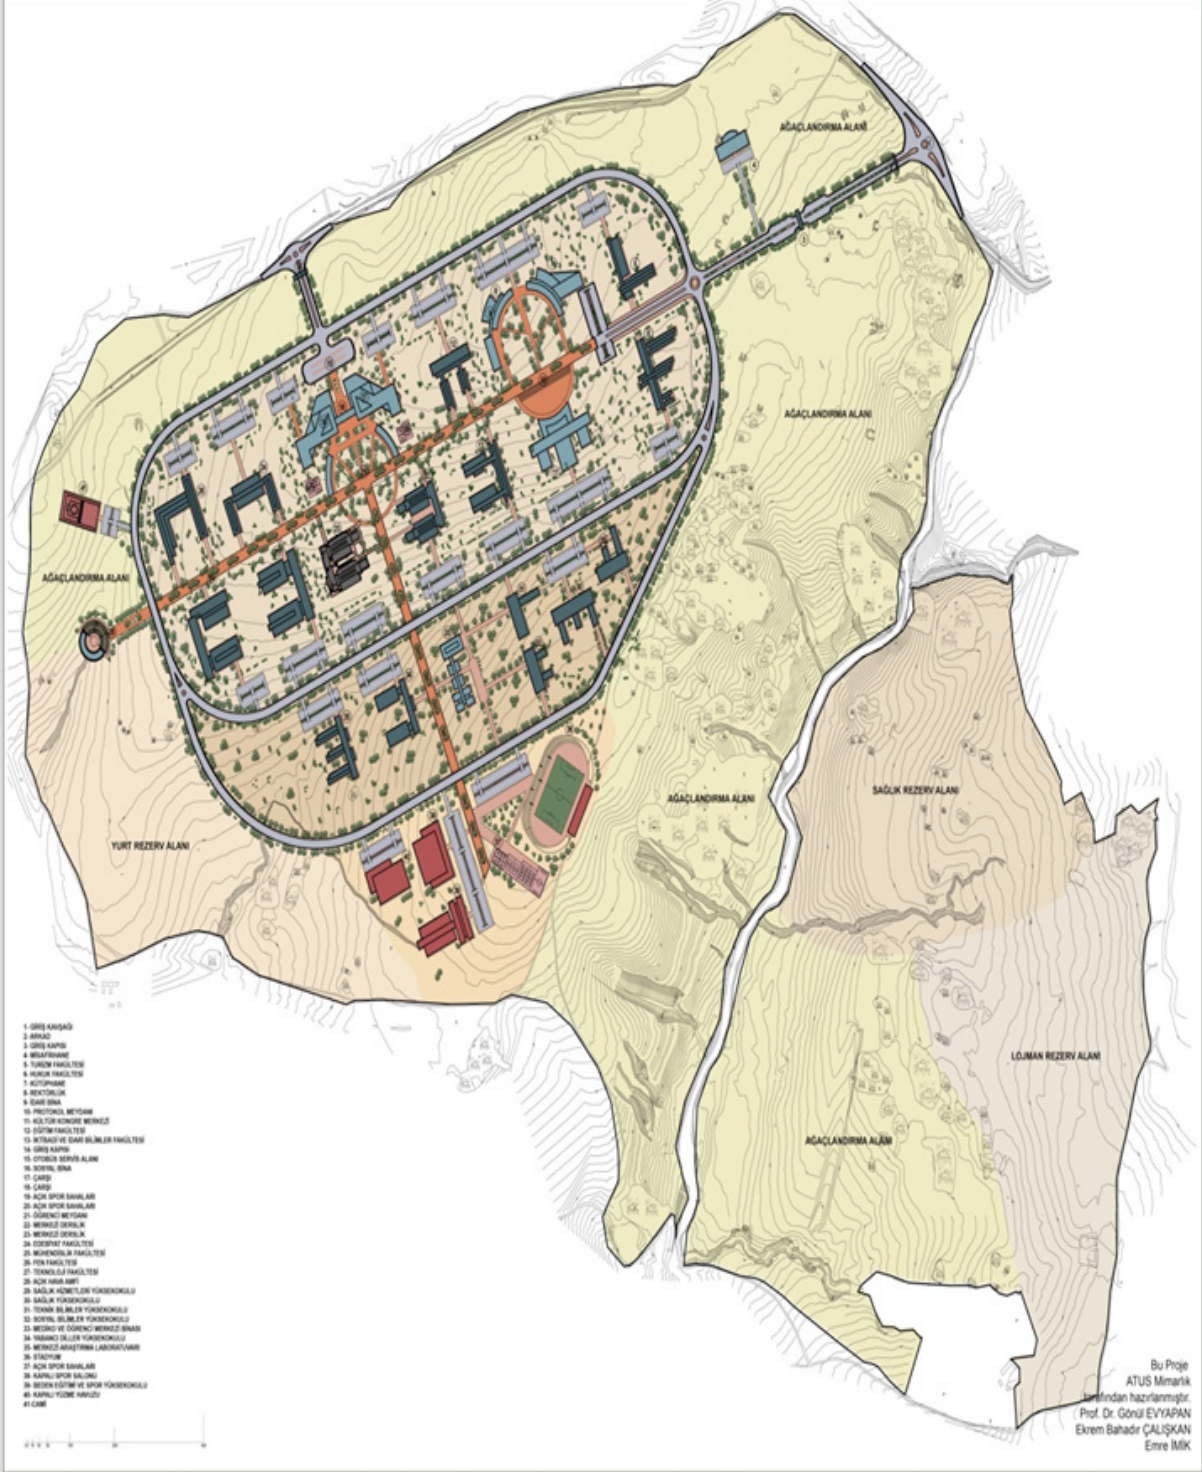 AĞAÇLANDIRMA ALANI
AĞAÇLANDIRMA ALANI
AĞAÇLANDIRMA ALANI
AĞAÇLANDIRMA ALANI
SAĞLIK REZERV ALANI
YURT REZERV ALANI
LOJMAN REZERV ALANI
AĞAÇLANDIRMA ALANI
1- GİRİŞ KAVŞAĞI
2- ARKAD
3- GİRİŞ KAPISI
4- MİSAFİRHANE
5- TURİZM FAKÜLTESİ
6- HUKUK FAKÜLTESİ
7- KÜTÜPHANE
8- REKTÖRLÜK
9- İDARİ BİNA
10- PROTOKOL MEYDANI
11- KÜLTÜR KONGRE MERKEZİ
12- EĞİTİM FAKÜLTESİ
13- İKTİSADİ VE İDARİ BİLİMLER FAKÜLTESİ
14- GİRİŞ KAPISI
15- OTOBÜS SERVİS ALANI
16- SOSYAL BİNA
17- ÇARŞI
18- ÇARŞI
19- AÇIK SPOR SAHALARI
20- AÇIK SPOR SAHALARI
21- ÖĞRENCİ MEYDANI
22- MERKEZİ DERSLİK
23- MERKEZİ DERSLİK
24- EDEBİYAT FAKÜLTESİ
25- MÜHENDİSLİK FAKÜLTESİ
26- FEN FAKÜLTESİ
27- TEKNOLOJİ FAKÜLTESİ
28- AÇIK HAVA AMFİ
29- SAĞLIK HİZMETLERİ YÜKSEKOKULU
30- SAĞLIK YÜKSEKOKULU
31- TEKNİK BİLİMLER YÜKSEKOKULU
32- SOSYAL BİLİMLER YÜKSEKOKULU
33- MEDİKO VE ÖĞRENCİ MERKEZİ BİNASI
34- YABANCI DİLLER YÜKSEKOKULU
35- MERKEZİ ARAŞTIRMA LABORATUVARI
36- STADYUM
37- AÇIK SPOR SAHALARI
38- KAPALI SPOR SALONU
39- BEDEN EĞİTİMİ VE SPOR YÜKSEKOKULU
40- KAPALI YÜZME HAVUZU
41-CAMİ
Bu Proje
ATUS Mimarlık
tarafından hazırlanmıştır.
Prof. Dr. Gönül EVYAPAN
Ekrem Bahadır ÇALIŞKAN
Emre İMİK